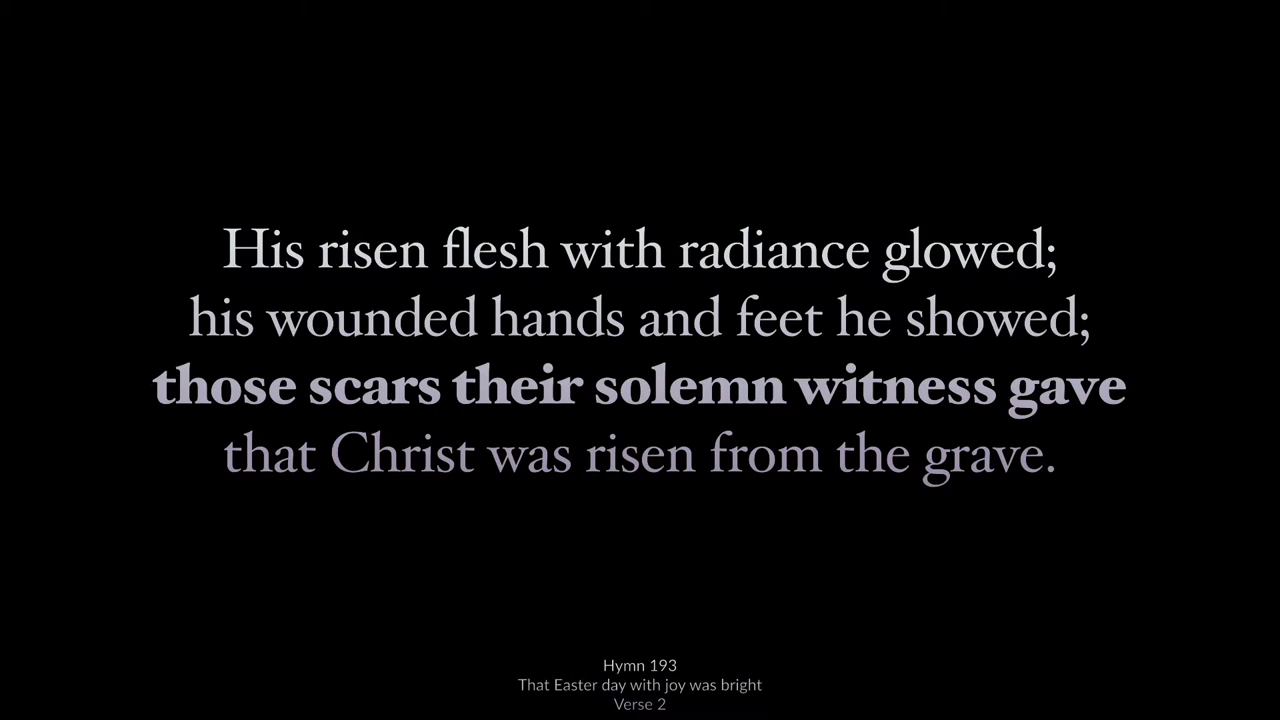 His risen flesh with radiance glowed;
his wounded hands and feet he showed;
those scars their solemn witness gave
that Christ was risen from the grave.
Hymn 193
That Easter day with joy was bright
Verse 2